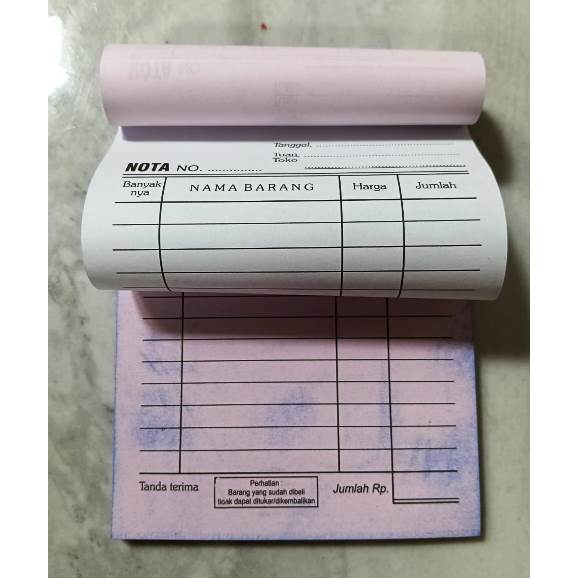 NOTA NO. ..................
Tanggal, ..................
Tuan ..................
Toko ..................
Banyak nya NAMA BARANG Harga Jumlah
Tanda terima
Perhatian :
Barang yang sudah dibeli
tidak dapat ditukar/dikembalikan
Jumlah Rp.